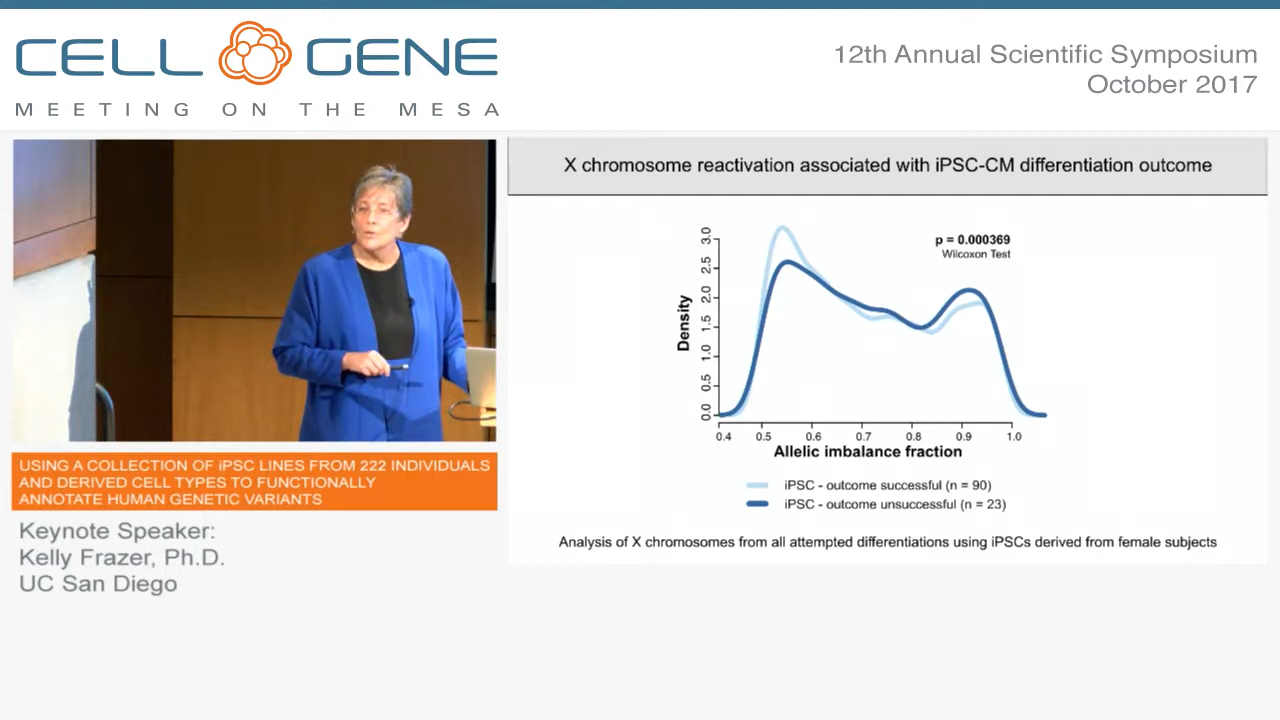 CELL GENE
MEETING ON THE MESA
12th Annual Scientific Symposium
October 2017
X chromosome reactivation associated with iPSC-CM differentiation outcome
p = 0.000369
Wilcoxon Test
Density
3.0
2.5
2.0
1.5
1.0
0.5
0.0
0.4 0.5 0.6 0.7 0.8 0.9 1.0
Allelic imbalance fraction
iPSC - outcome successful (n = 90)
iPSC - outcome unsuccessful (n = 23)
Analysis of X chromosomes from all attempted differentiations using iPSCs derived from female subjects
USING A COLLECTION OF iPSC LINES FROM 222 INDIVIDUALS
AND DERIVED CELL TYPES TO FUNCTIONALLY
ANNOTATE HUMAN GENETIC VARIANTS
Keynote Speaker:
Kelly Frazer, Ph.D.
UC San Diego